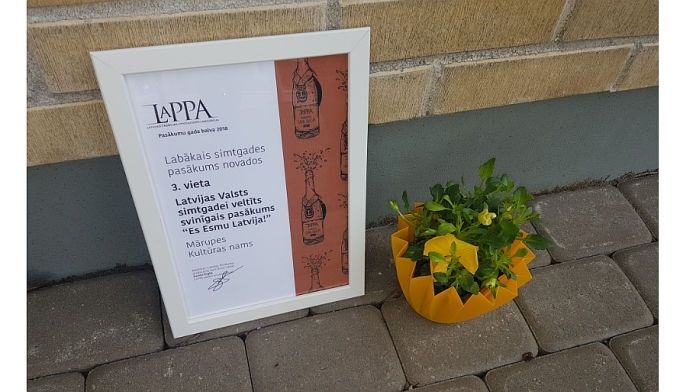 LaPPA
Pasākumu gada balva 2018
Labākais simtgades
pasākums novados
3. vieta
Latvijas Valsts
simtgadei veltīts
svinīgais pasākums
"Es Esmu Latvija!"
Mārupes
Kultūras nams